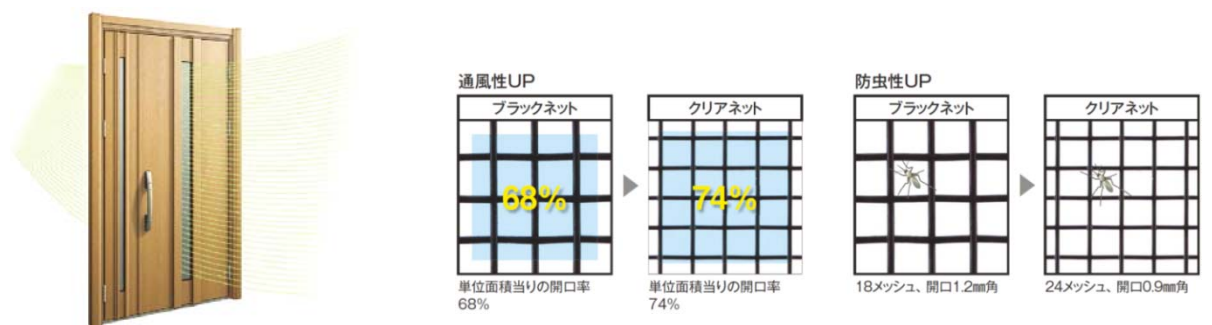 通風性UP
ブラックネット
クリアネット
68%
74%
単位面積当りの開口率
68%
単位面積当りの開口率
74%
防虫性UP
ブラックネット
クリアネット
18メッシュ、開口1.2㎜角
24メッシュ、開口0.9㎜角